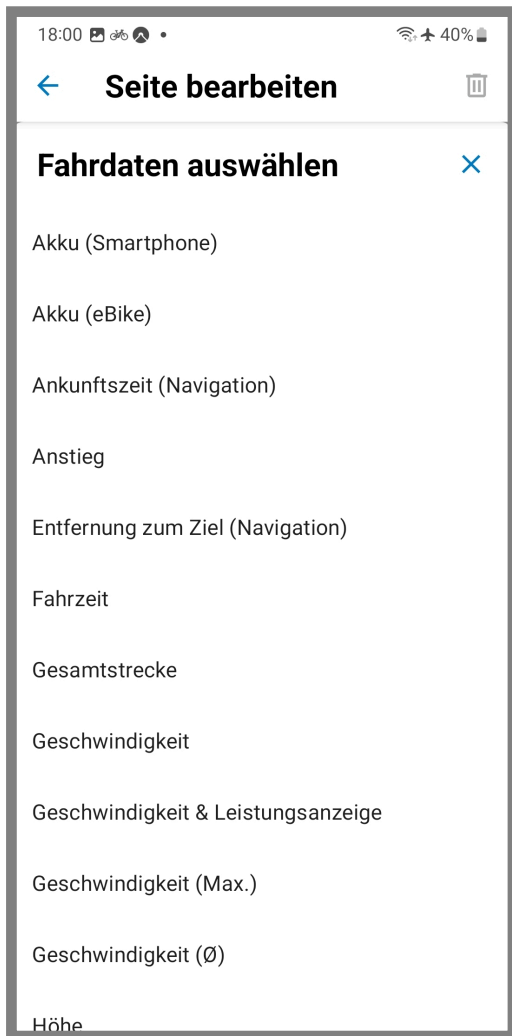 18:00
40%
Seite bearbeiten
Fahrdaten auswählen
Akku (Smartphone)
Akku (eBike)
Ankunftszeit (Navigation)
Anstieg
Entfernung zum Ziel (Navigation)
Fahrzeit
Gesamtstrecke
Geschwindigkeit
Geschwindigkeit & Leistungsanzeige
Geschwindigkeit (Max.)
Geschwindigkeit (Ø)
Höhe